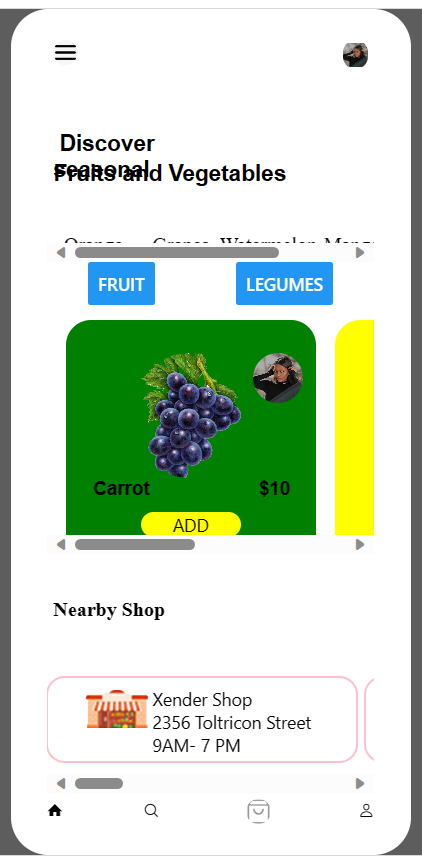 Discover
seasonal
Fruits and Vegetables
Orange Grapes Watermelon Mango
FRUIT LEGUMES
Carrot $10
ADD
Nearby Shop
Xender Shop
2356 Toltricon Street
9AM- 7 PM